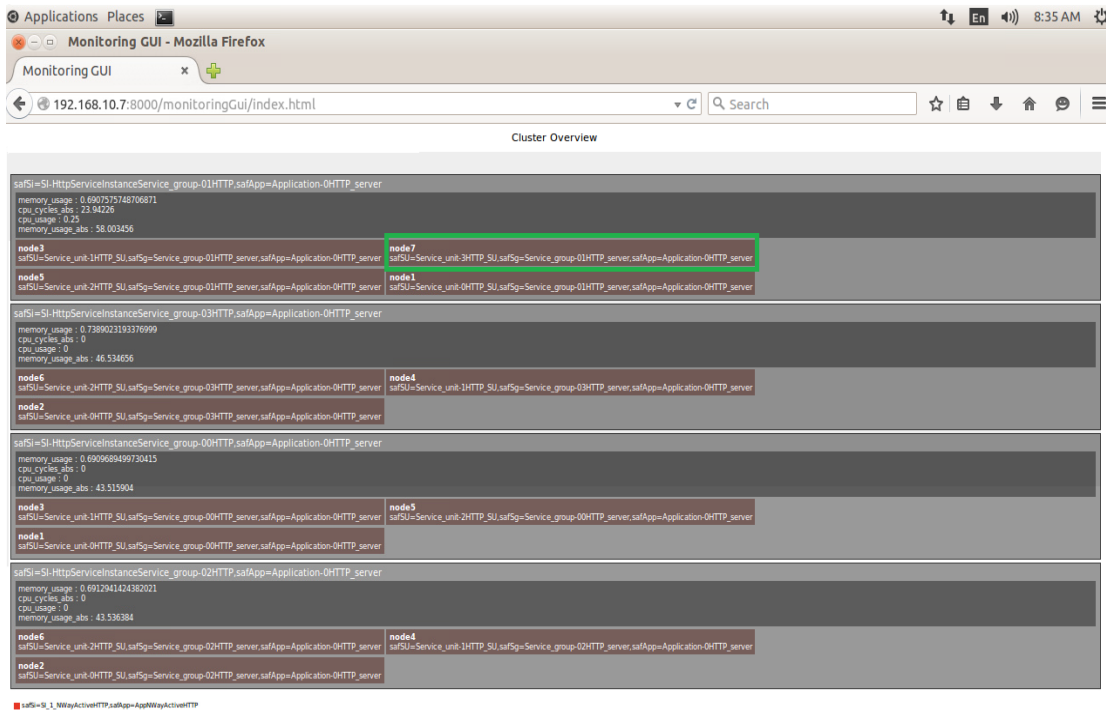 Applications Places En 8:35 AM
Monitoring GUI - Mozilla Firefox
Monitoring GUI
192.168.10.7:8000/monitoringGui/index.html Search
Cluster Overview
safSi=SI-HttpServiceInstanceService_group-01HTTP,safApp=Application-0HTTP_server
memory_usage : 0.6907575748706871
cpu_cycles_abs : 23.94226
cpu_usage : 0.25
memory_usage_abs : 58.003456
node3 node7
safSU=Service_unit-1HTTP_SU,safSg=Service_group-01HTTP_server,safApp=Application-0HTTP_server safSU=Service_unit-3HTTP_SU,safSg=Service_group-01HTTP_server,safApp=Application-0HTTP_server
node5 node1
safSU=Service_unit-2HTTP_SU,safSg=Service_group-01HTTP_server,safApp=Application-0HTTP_server safSU=Service_unit-0HTTP_SU,safSg=Service_group-01HTTP_server,safApp=Application-0HTTP_server
safSi=SI-HttpServiceInstanceService_group-03HTTP,safApp=Application-0HTTP_server
memory_usage : 0.7389023193376999
cpu_cycles_abs : 0
cpu_usage : 0
memory_usage_abs : 46.534656
node6 node4
safSU=Service_unit-2HTTP_SU,safSg=Service_group-03HTTP_server,safApp=Application-0HTTP_server safSU=Service_unit-1HTTP_SU,safSg=Service_group-03HTTP_server,safApp=Application-0HTTP_server
node2
safSU=Service_unit-0HTTP_SU,safSg=Service_group-03HTTP_server,safApp=Application-0HTTP_server
safSi=SI-HttpServiceInstanceService_group-00HTTP,safApp=Application-0HTTP_server
memory_usage : 0.6909689499730415
cpu_cycles_abs : 0
cpu_usage : 0
memory_usage_abs : 43.515904
node3 node5
safSU=Service_unit-1HTTP_SU,safSg=Service_group-00HTTP_server,safApp=Application-0HTTP_server safSU=Service_unit-2HTTP_SU,safSg=Service_group-00HTTP_server,safApp=Application-0HTTP_server
node1
safSU=Service_unit-0HTTP_SU,safSg=Service_group-00HTTP_server,safApp=Application-0HTTP_server
safSi=SI-HttpServiceInstanceService_group-02HTTP,safApp=Application-0HTTP_server
memory_usage : 0.6912941424382021
cpu_cycles_abs : 0
cpu_usage : 0
memory_usage_abs : 43.536384
node6 node4
safSU=Service_unit-2HTTP_SU,safSg=Service_group-02HTTP_server,safApp=Application-0HTTP_server safSU=Service_unit-1HTTP_SU,safSg=Service_group-02HTTP_server,safApp=Application-0HTTP_server
node2
safSU=Service_unit-0HTTP_SU,safSg=Service_group-02HTTP_server,safApp=Application-0HTTP_server
safSi=SI_1_NWayActiveHTTP,safApp=AppNWayActiveHTTP